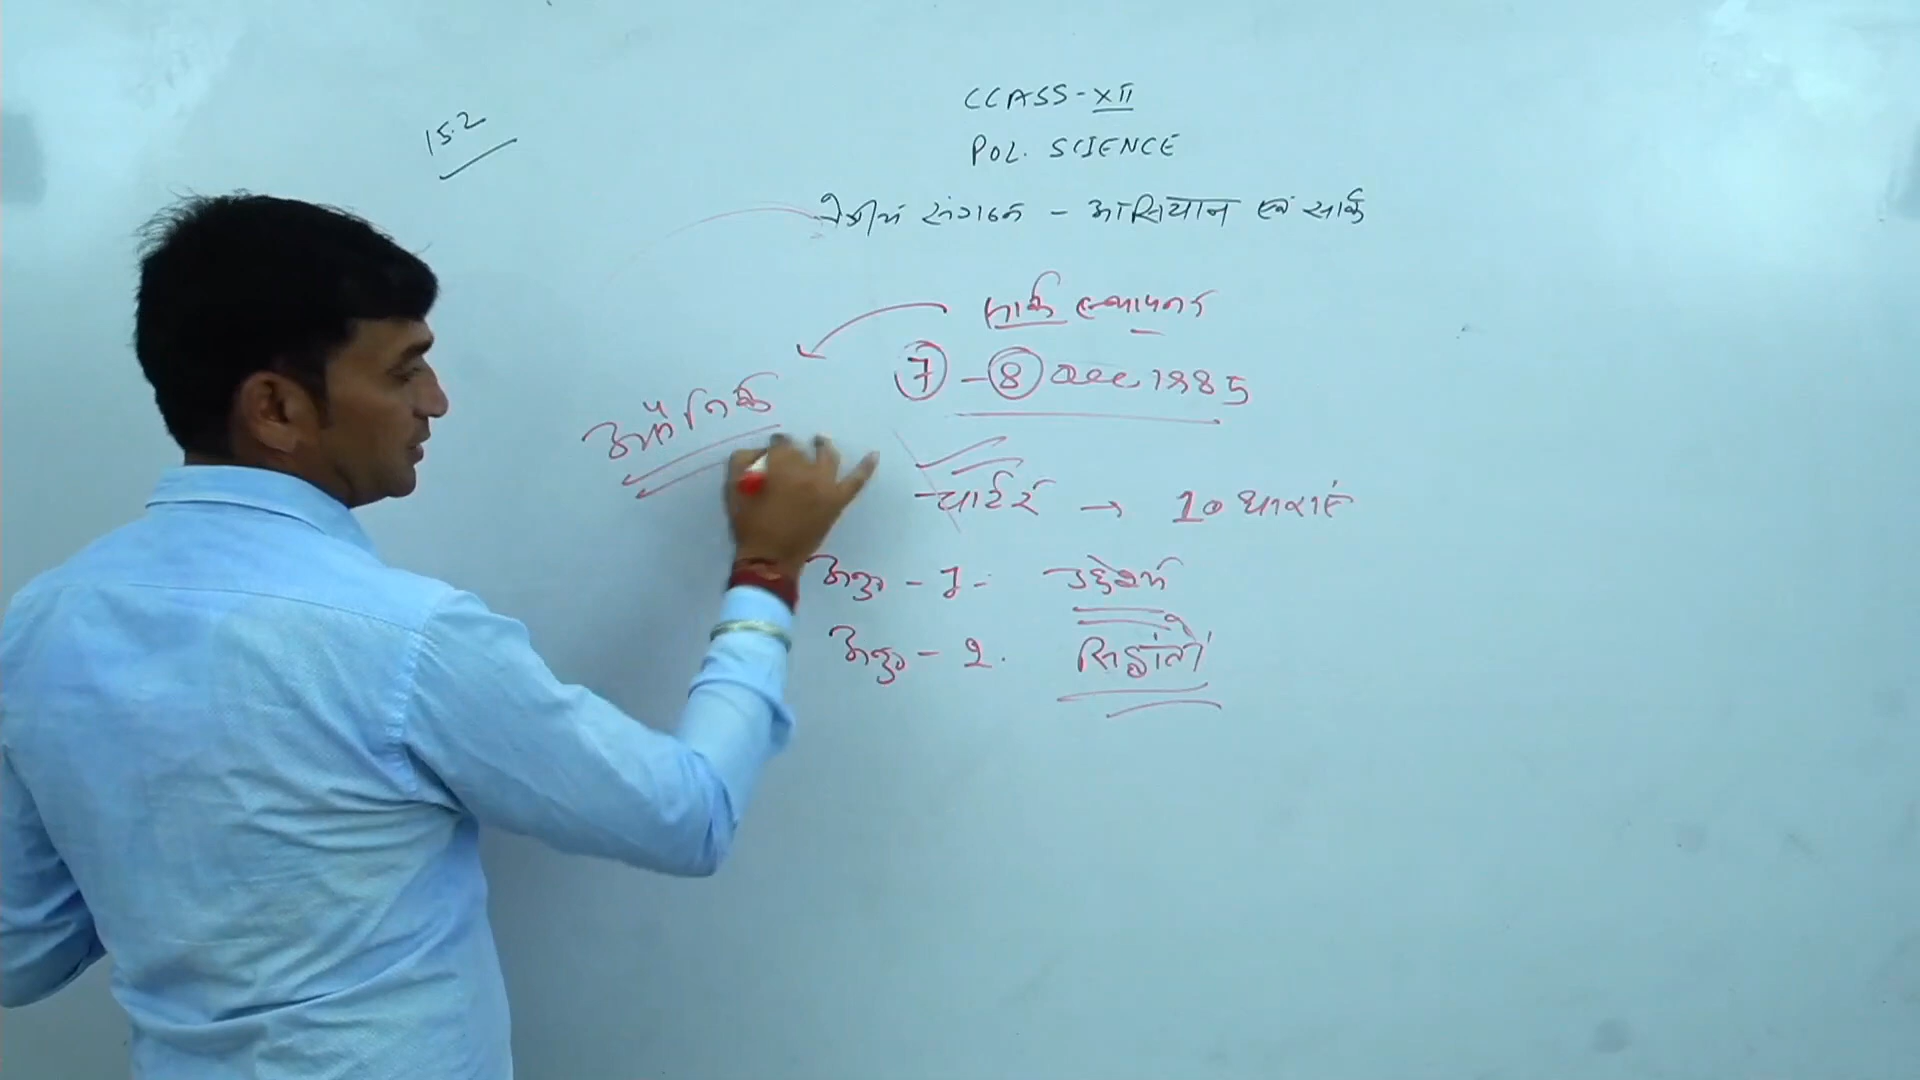 15.2
CLASS-XII
POL. SCIENCE
क्षेत्रीय संगठन - आसियान एवं सार्क
सार्क स्थापना
7 - 8 Dec 1985
चार्टर → 10 धाराएं
अनु - 1 - उद्देश्य
अनु - 2. सिद्धांतों